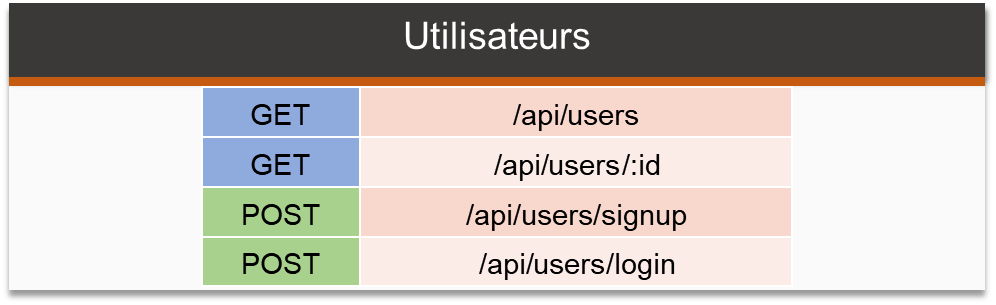 Utilisateurs
GET /api/users
GET /api/users/:id
POST /api/users/signup
POST /api/users/login